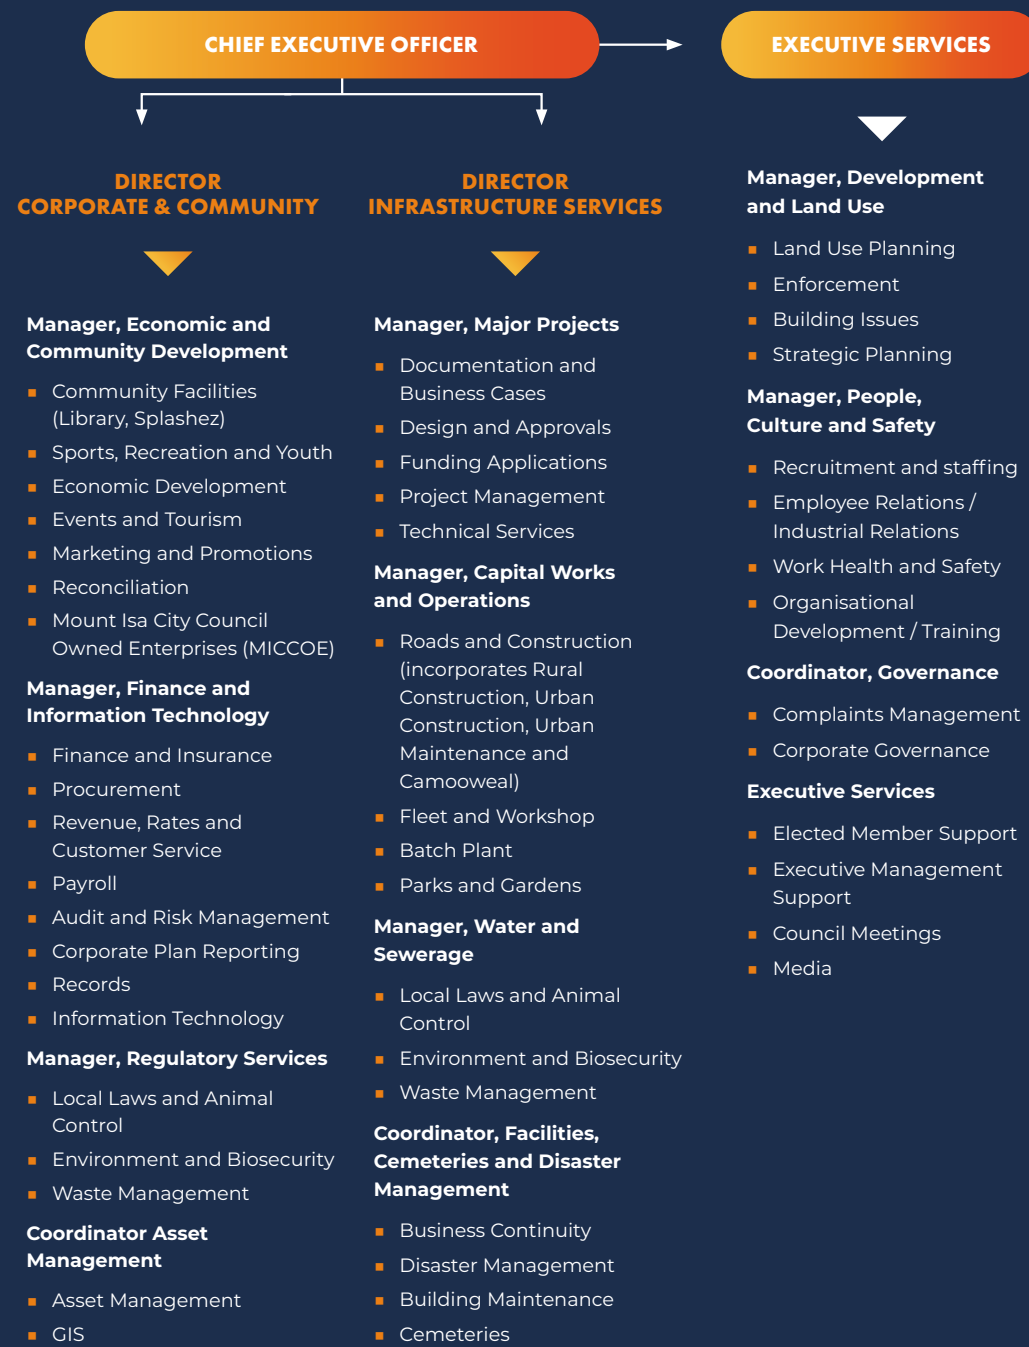 CHIEF EXECUTIVE OFFICER
EXECUTIVE SERVICES
DIRECTOR
CORPORATE & COMMUNITY
Manager, Economic and
Community Development
Community Facilities
(Library, Splashez)
Sports, Recreation and Youth
Economic Development
Events and Tourism
Marketing and Promotions
Reconciliation
Mount Isa City Council
Owned Enterprises (MICCOE)
Manager, Finance and
Information Technology
Finance and Insurance
Procurement
Revenue, Rates and
Customer Service
Payroll
Audit and Risk Management
Corporate Plan Reporting
Records
Information Technology
Manager, Regulatory Services
Local Laws and Animal
Control
Environment and Biosecurity
Waste Management
Coordinator Asset
Management
Asset Management
GIS
DIRECTOR
INFRASTRUCTURE SERVICES
Manager, Major Projects
Documentation and
Business Cases
Design and Approvals
Funding Applications
Project Management
Technical Services
Manager, Capital Works
and Operations
Roads and Construction
(incorporates Rural
Construction, Urban
Construction, Urban
Maintenance and
Camooweal)
Fleet and Workshop
Batch Plant
Parks and Gardens
Manager, Water and
Sewerage
Local Laws and Animal
Control
Environment and Biosecurity
Waste Management
Coordinator, Facilities,
Cemeteries and Disaster
Management
Business Continuity
Disaster Management
Building Maintenance
Cemeteries
Manager, Development
and Land Use
Land Use Planning
Enforcement
Building Issues
Strategic Planning
Manager, People,
Culture and Safety
Recruitment and staffing
Employee Relations /
Industrial Relations
Work Health and Safety
Organisational
Development / Training
Coordinator, Governance
Complaints Management
Corporate Governance
Executive Services
Elected Member Support
Executive Management
Support
Council Meetings
Media